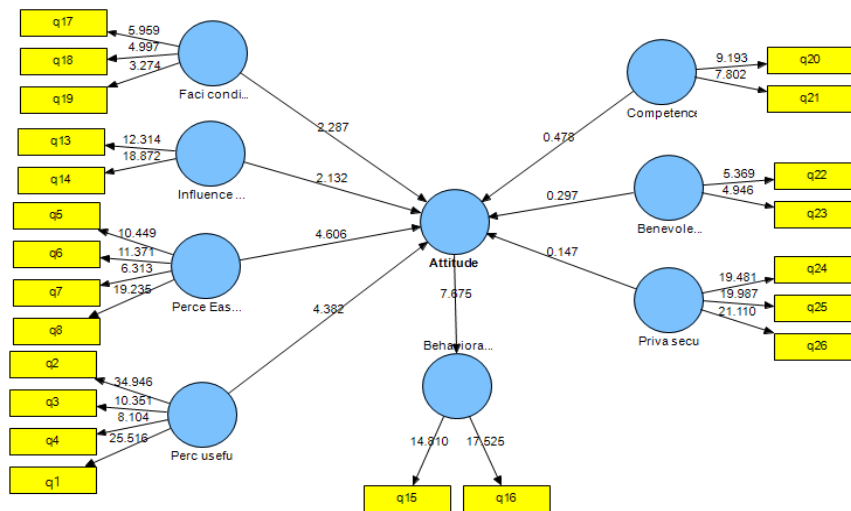 q17
5.959
q18
4.997
3.274
q19
Faci condi...
2.287
q13
12.314
18.872
q14
Influence ...
2.132
q5
10.449
q6
11.371
6.313
q7
19.235
q8
Perce Eas...
4.606
q2
34.946
q3
10.351
8.104
q4
25.516
q1
Perc usefu
4.382
Attitude
7.675
Behaviora...
14.810
17.525
q15
q16
9.193
q20
7.802
q21
Competence
0.478
5.369
q22
4.946
q23
Benevole...
0.297
19.481
q24
19.987
q25
21.110
q26
Priva secu
0.147